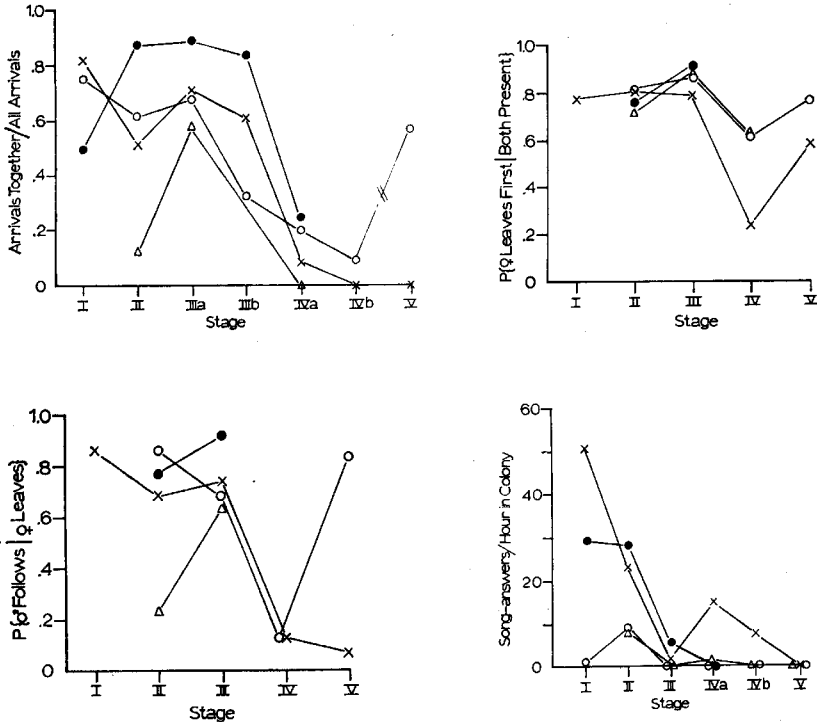 Arrivals Together/All Arrivals
1.0
.8
.6
.4
.2
0
I II IIIa IIIb IVa IVb V
Stage
P{♀Leaves First|Both Present}
1.0
.8
.6
.4
.2
0
I II III IV V
Stage
P{♂Follows|♀Leaves}
1.0
.8
.6
.4
.2
0
I II III IV V
Stage
Song-answers/Hour in Colony
60
40
20
0
I II III IVa IVb V
Stage